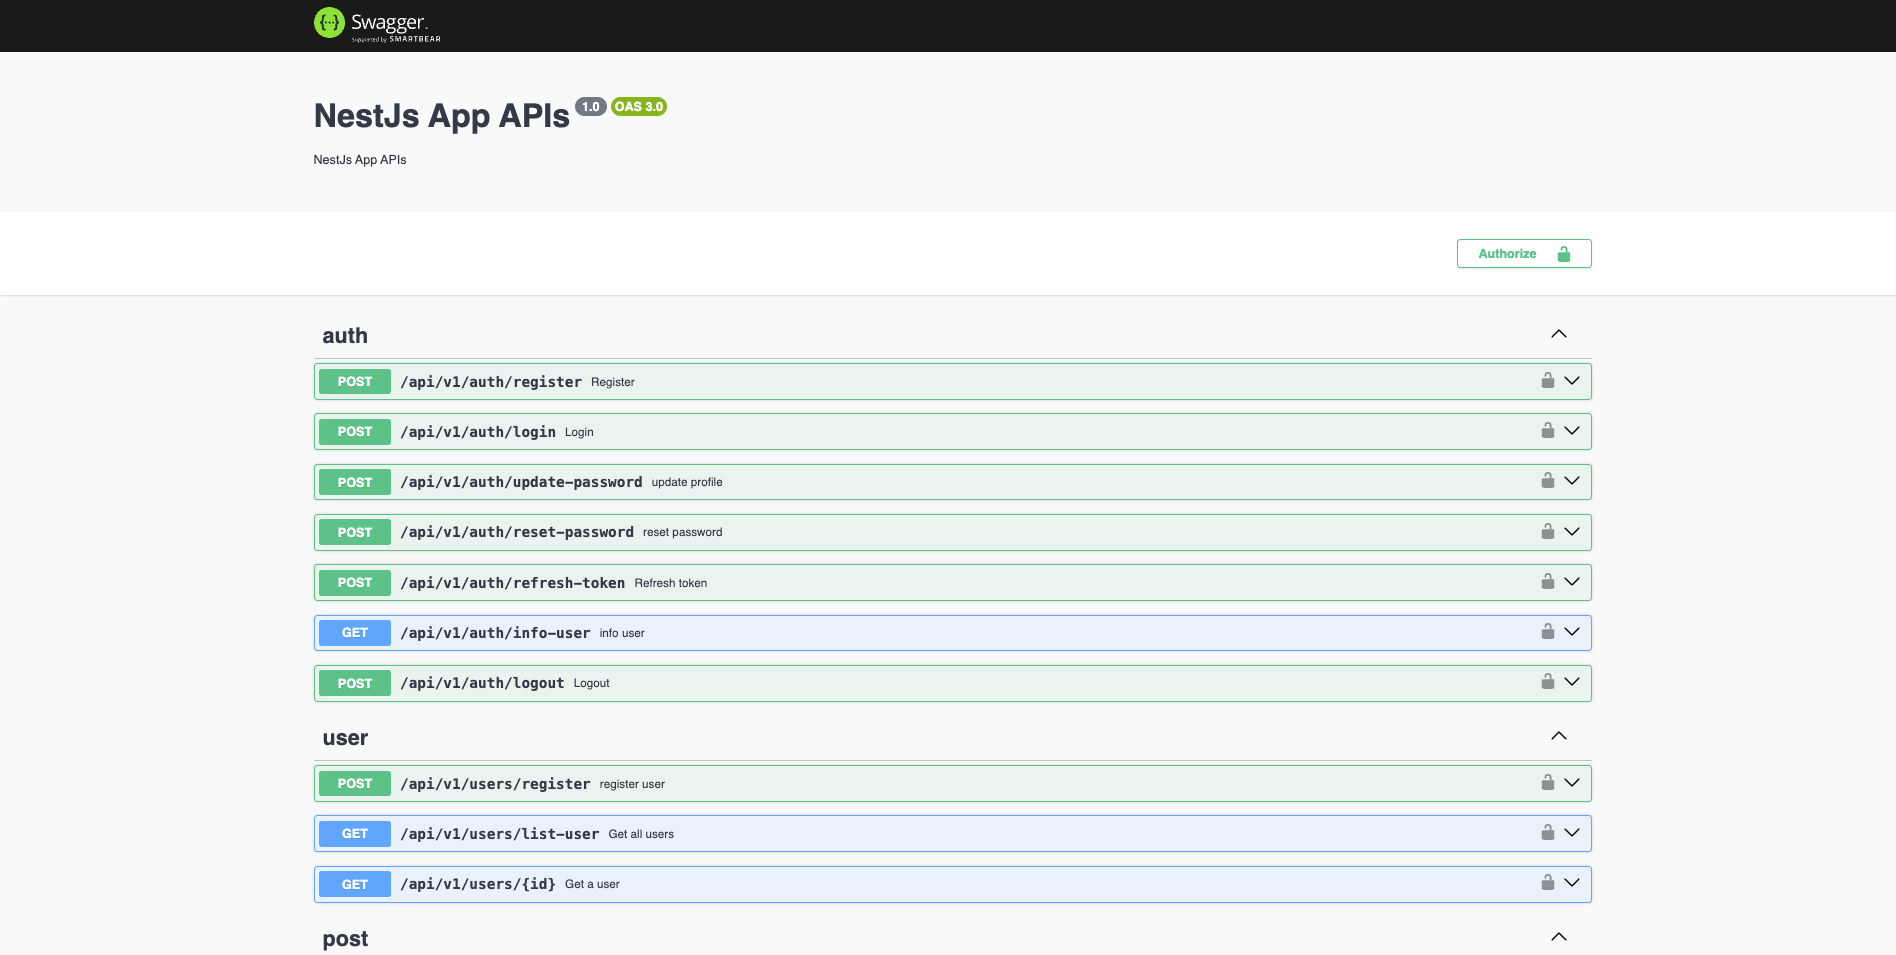 Swagger.
Supported by SMARTBEAR
NestJs App APIs 1.0 OAS 3.0
NestJs App APIs
Authorize
auth
POST /api/v1/auth/register Register
POST /api/v1/auth/login Login
POST /api/v1/auth/update-password update profile
POST /api/v1/auth/reset-password reset password
POST /api/v1/auth/refresh-token Refresh token
GET /api/v1/auth/info-user info user
POST /api/v1/auth/logout Logout
user
POST /api/v1/users/register register user
GET /api/v1/users/list-user Get all users
GET /api/v1/users/{id} Get a user
post